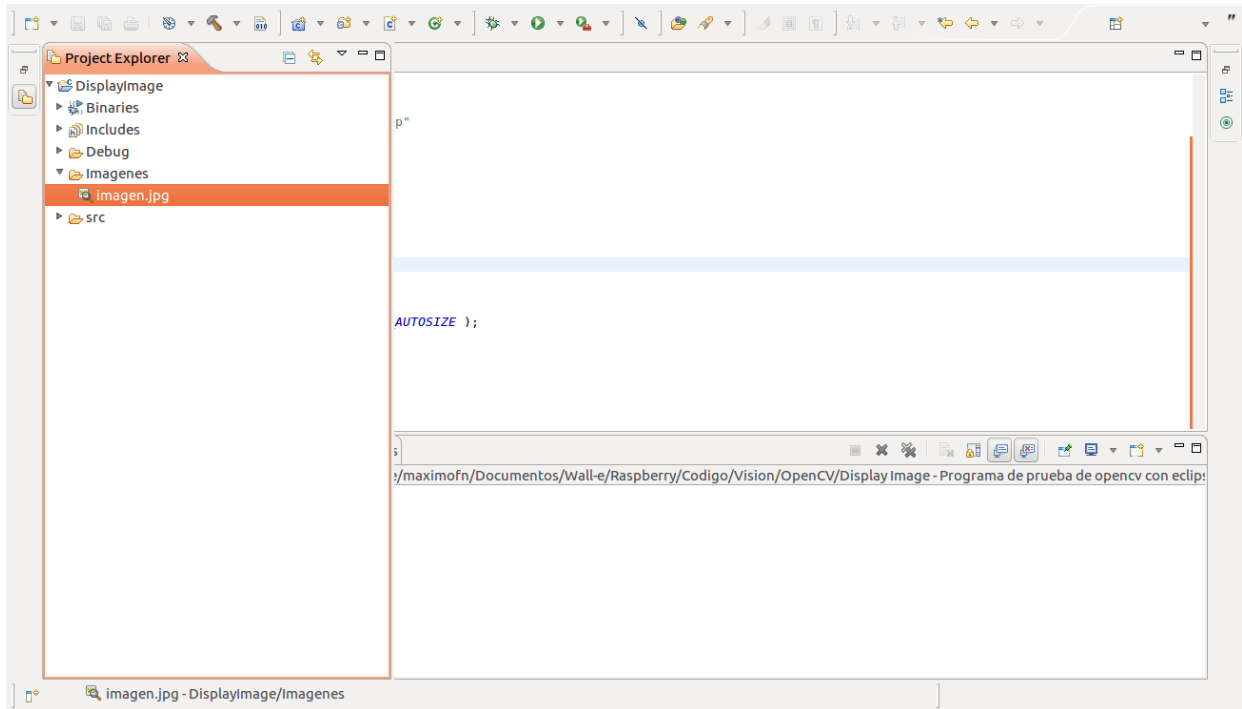 Project Explorer
DisplayImage
Binaries
Includes
Debug
Imagenes
imagen.jpg
src
p"
AUTOSIZE );
s
e/maximofn/Documentos/Wall-e/Raspberry/Codigo/Vision/OpenCV/Display Image - Programa de prueba de opencv con eclips
imagen.jpg - DisplayImage/Imagenes